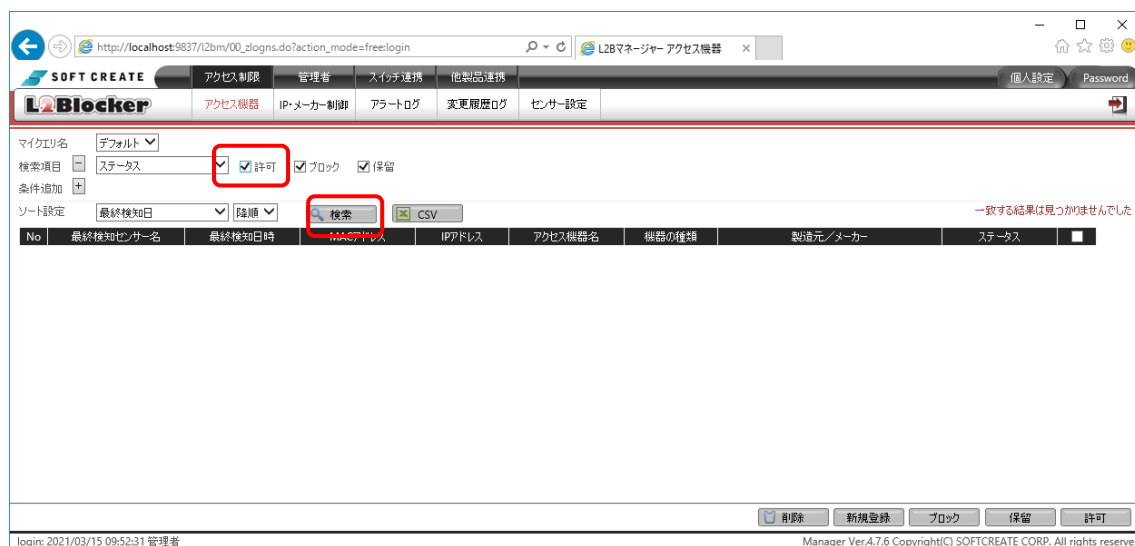 http://localhost:9837/l2bm/00_zlogns.do?action_mode=free:login
L2Bマネージャー アクセス機器 ×
SOFT CREATE アクセス制限 管理者 スイッチ連携 他製品連携 個人設定 Password
L2Blocker アクセス機器 IP・メーカー制御 アラートログ 変更履歴ログ センサー設定
マイクエリ名 デフォルト
検索項目 − ステータス 許可 ブロック 保留
条件追加 +
ソート設定 最終検知日 降順 検索 CSV 一致する結果は見つかりませんでした
No 最終検知センサー名 最終検知日時 MACアドレス IPアドレス アクセス機器名 機器の種類 製造元/メーカー ステータス
削除 新規登録 ブロック 保留 許可
login: 2021/03/15 09:52:31 管理者 Manager Ver.4.7.6 Copyright(C) SOFTCREATE CORP. All rights reserve